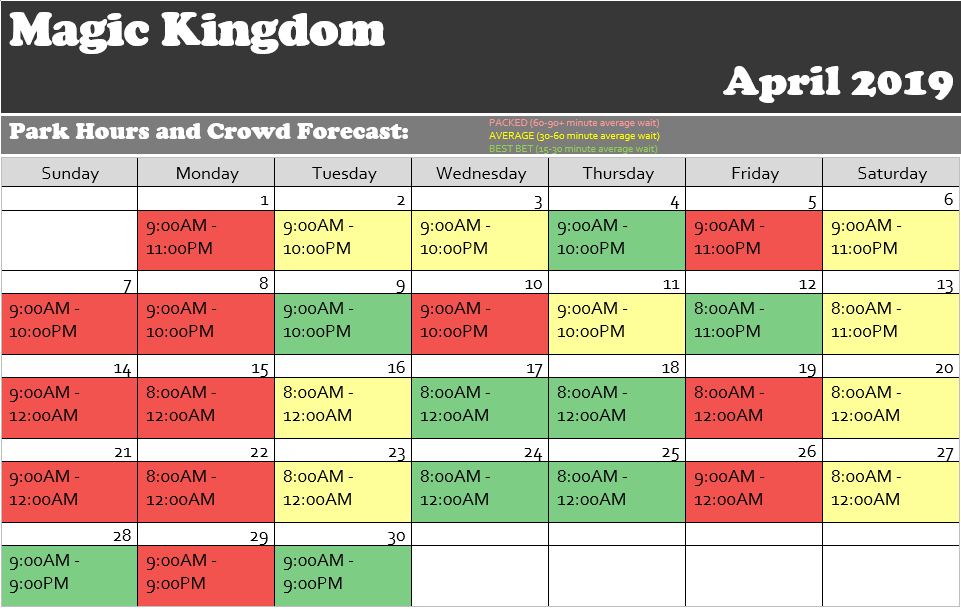 Magic Kingdom
April 2019
Park Hours and Crowd Forecast:
PACKED (60-90+ minute average wait)
AVERAGE (30-60 minute average wait)
BEST BET (15-30 minute average wait)
Sunday Monday Tuesday Wednesday Thursday Friday Saturday
1 2 3 4 5 6
9:00AM - 9:00AM - 9:00AM - 9:00AM - 9:00AM - 9:00AM -
11:00PM 10:00PM 10:00PM 10:00PM 11:00PM 11:00PM
7 8 9 10 11 12 13
9:00AM - 9:00AM - 9:00AM - 9:00AM - 9:00AM - 8:00AM - 8:00AM -
10:00PM 10:00PM 10:00PM 10:00PM 10:00PM 11:00PM 11:00PM
14 15 16 17 18 19 20
9:00AM - 8:00AM - 8:00AM - 8:00AM - 8:00AM - 8:00AM - 8:00AM -
12:00AM 12:00AM 12:00AM 12:00AM 12:00AM 12:00AM 12:00AM
21 22 23 24 25 26 27
9:00AM - 8:00AM - 8:00AM - 8:00AM - 8:00AM - 9:00AM - 8:00AM -
12:00AM 12:00AM 12:00AM 12:00AM 12:00AM 12:00AM 12:00AM
28 29 30
9:00AM - 9:00AM - 9:00AM -
9:00PM 9:00PM 9:00PM